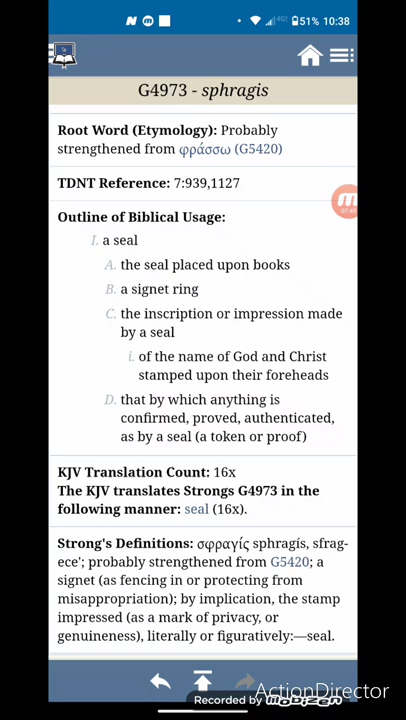 51% 10:38
G4973 - sphragis
Root Word (Etymology): Probably
strengthened from φράσσω (G5420)
TDNT Reference: 7:939,1127
Outline of Biblical Usage:
I. a seal
A. the seal placed upon books
B. a signet ring
C. the inscription or impression made
by a seal
i. of the name of God and Christ
stamped upon their foreheads
D. that by which anything is
confirmed, proved, authenticated,
as by a seal (a token or proof)
KJV Translation Count: 16x
The KJV translates Strongs G4973 in the
following manner: seal (16x).
Strong's Definitions: σφραγίς sphragís, sfrag-
ece'; probably strengthened from G5420; a
signet (as fencing in or protecting from
misappropriation); by implication, the stamp
impressed (as a mark of privacy, or
genuineness), literally or figuratively:—seal.
ActionDirector
Recorded by mobizen